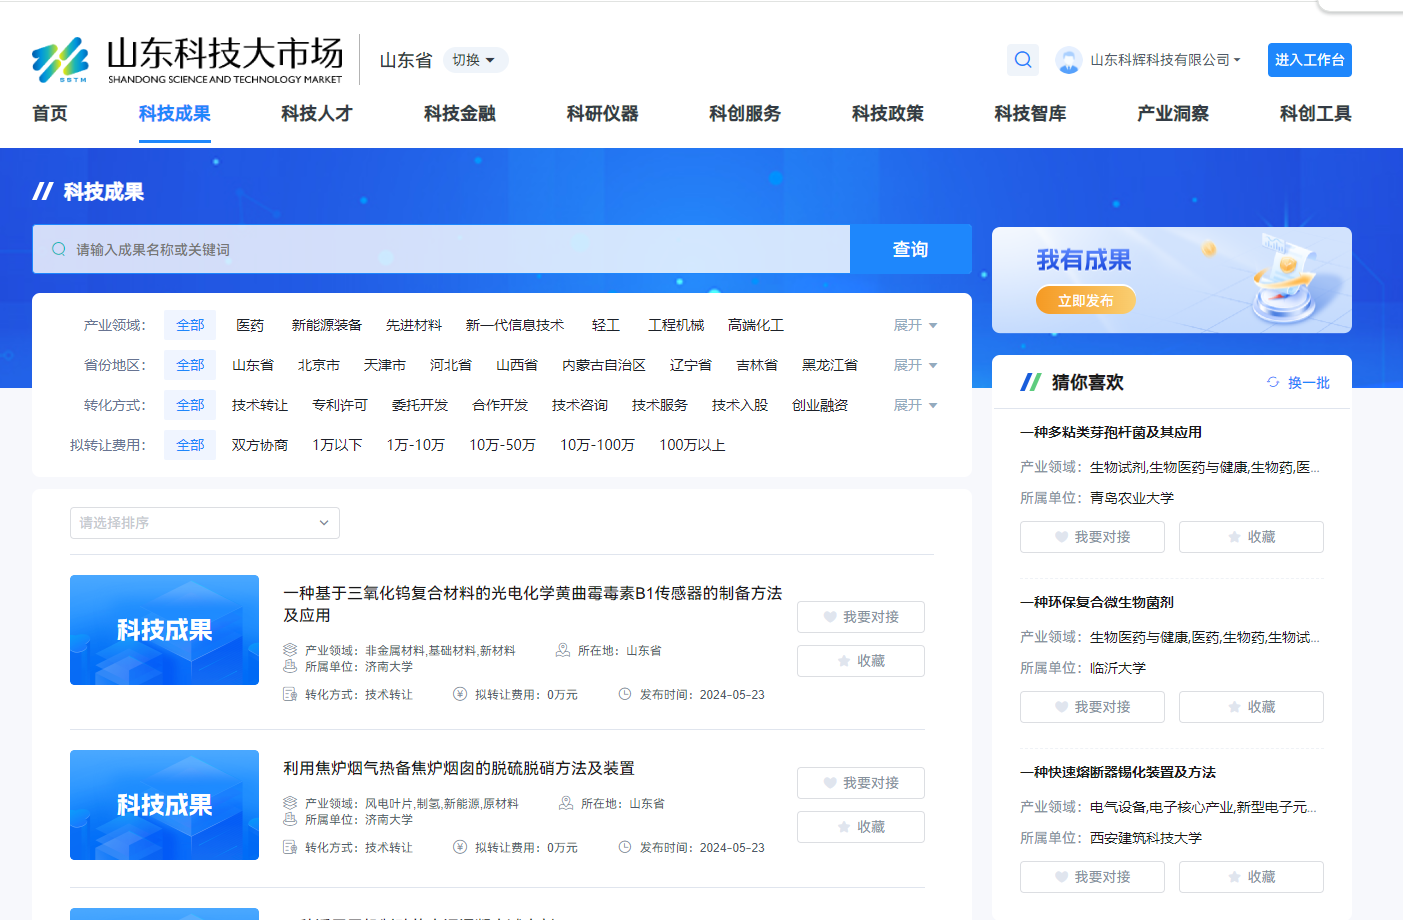 山东科技大市场
SHANDONG SCIENCE AND TECHNOLOGY MARKET
SSTM
山东省 切换
山东科辉科技有限公司
进入工作台
首页 科技成果 科技人才 科技金融 科研仪器 科创服务 科技政策 科技智库 产业洞察 科创工具
科技成果
请输入成果名称或关键词 查询
产业领域： 全部 医药 新能源装备 先进材料 新一代信息技术 轻工 工程机械 高端化工 展开
省份地区： 全部 山东省 北京市 天津市 河北省 山西省 内蒙古自治区 辽宁省 吉林省 黑龙江省 展开
转化方式： 全部 技术转让 专利许可 委托开发 合作开发 技术咨询 技术服务 技术入股 创业融资 展开
拟转让费用： 全部 双方协商 1万以下 1万-10万 10万-50万 10万-100万 100万以上
请选择排序
科技成果
一种基于三氧化钨复合材料的光电化学黄曲霉毒素B1传感器的制备方法
及应用
产业领域：非金属材料,基础材料,新材料 所在地：山东省
所属单位：济南大学
转化方式：技术转让 拟转让费用：0万元 发布时间：2024-05-23
我要对接
收藏
科技成果
利用焦炉烟气热备焦炉烟囱的脱硫脱硝方法及装置
产业领域：风电叶片,制氢,新能源,原材料 所在地：山东省
所属单位：济南大学
转化方式：技术转让 拟转让费用：0万元 发布时间：2024-05-23
我要对接
收藏
我有成果
立即发布
猜你喜欢 换一批
一种多粘类芽孢杆菌及其应用
产业领域：生物试剂,生物医药与健康,生物药,医...
所属单位：青岛农业大学
我要对接 收藏
一种环保复合微生物菌剂
产业领域：生物医药与健康,医药,生物药,生物试...
所属单位：临沂大学
我要对接 收藏
一种快速熔断器锡化装置及方法
产业领域：电气设备,电子核心产业,新型电子元...
所属单位：西安建筑科技大学
我要对接 收藏